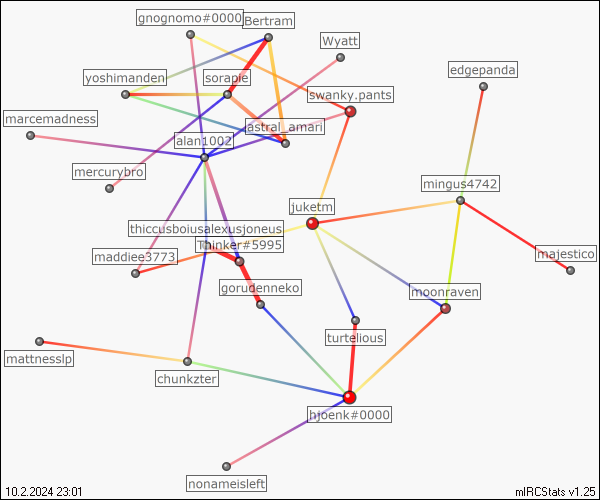 gnognomo#0000
Bertram
Wyatt
edgepanda
yoshimanden
sorapie
swanky.pants
marcemadness
astral_amari
alan1002
mercurybro
mingus4742
juketm
thiccusboiusalexusjoneus
Thinker#5995
maddiee3773
majestico
gorudenneko
moonraven
turtelious
mattnesslp
chunkzter
hjoenk#0000
nonameisleft
10.2.2024 23:01
mIRCStats v1.25